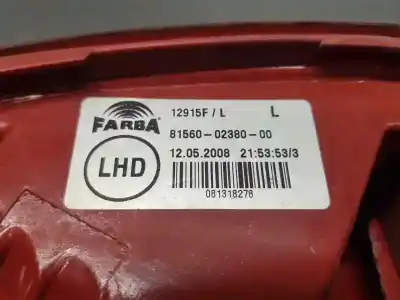 12915F / L L
FARBA
81560-02380-00
LHD
12.05.2008 21:53:53/3
081318278